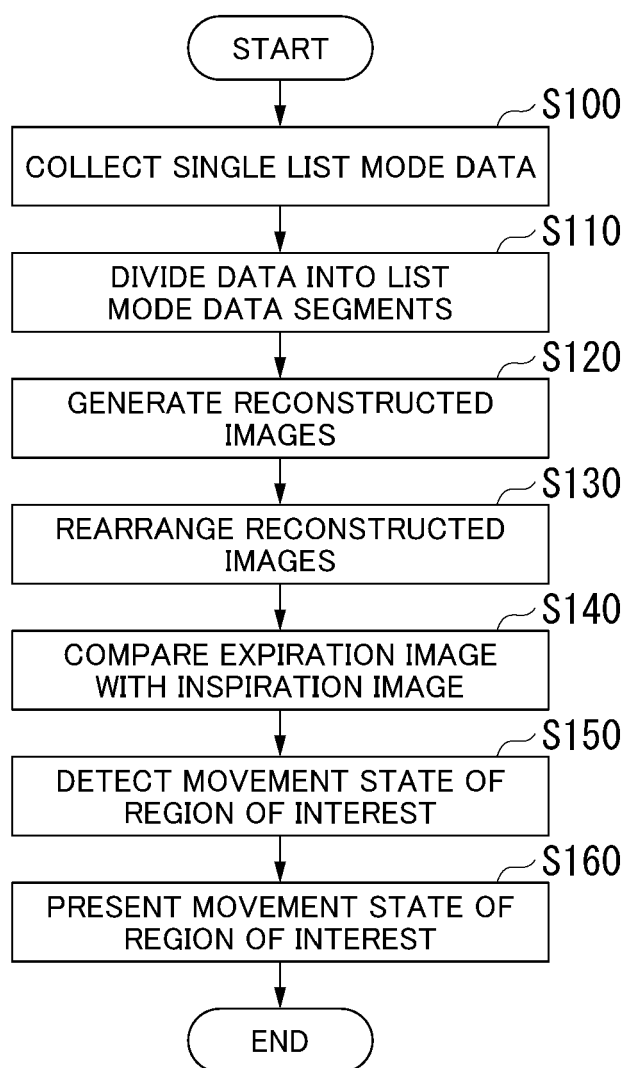 START
S100
COLLECT SINGLE LIST MODE DATA
S110
DIVIDE DATA INTO LIST
MODE DATA SEGMENTS
S120
GENERATE RECONSTRUCTED
IMAGES
S130
REARRANGE RECONSTRUCTED
IMAGES
S140
COMPARE EXPIRATION IMAGE
WITH INSPIRATION IMAGE
S150
DETECT MOVEMENT STATE OF
REGION OF INTEREST
S160
PRESENT MOVEMENT STATE OF
REGION OF INTEREST
END